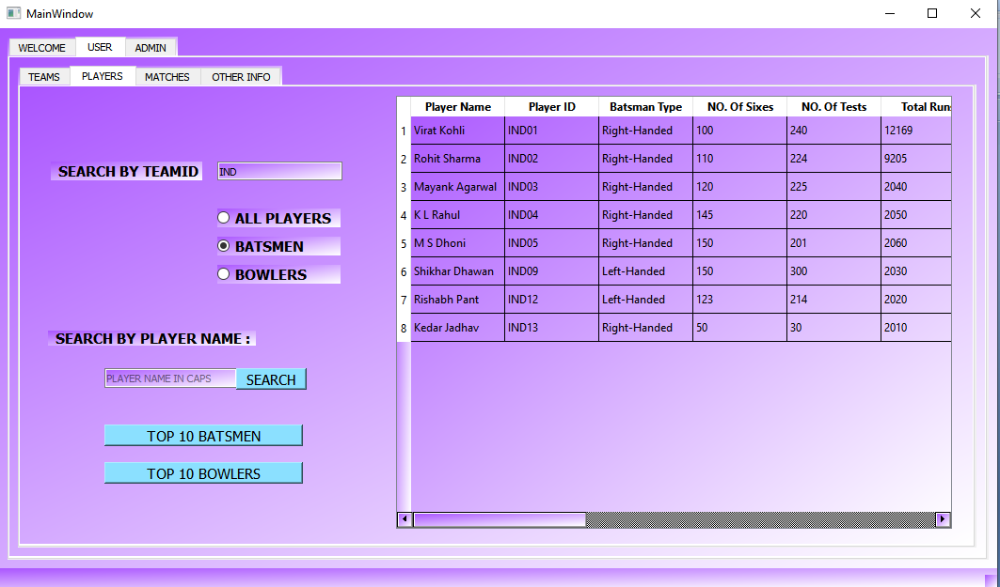 MainWindow
WELCOME USER ADMIN
TEAMS PLAYERS MATCHES OTHER INFO
SEARCH BY TEAMID IND
ALL PLAYERS
BATSMEN
BOWLERS
SEARCH BY PLAYER NAME :
PLAYER NAME IN CAPS SEARCH
TOP 10 BATSMEN
TOP 10 BOWLERS
Player Name Player ID Batsman Type NO. Of Sixes NO. Of Tests Total Runs
1 Virat Kohli IND01 Right-Handed 100 240 12169
2 Rohit Sharma IND02 Right-Handed 110 224 9205
3 Mayank Agarwal IND03 Right-Handed 120 225 2040
4 K L Rahul IND04 Right-Handed 145 220 2050
5 M S Dhoni IND05 Right-Handed 150 201 2060
6 Shikhar Dhawan IND09 Left-Handed 150 300 2030
7 Rishabh Pant IND12 Left-Handed 123 214 2020
8 Kedar Jadhav IND13 Right-Handed 50 30 2010